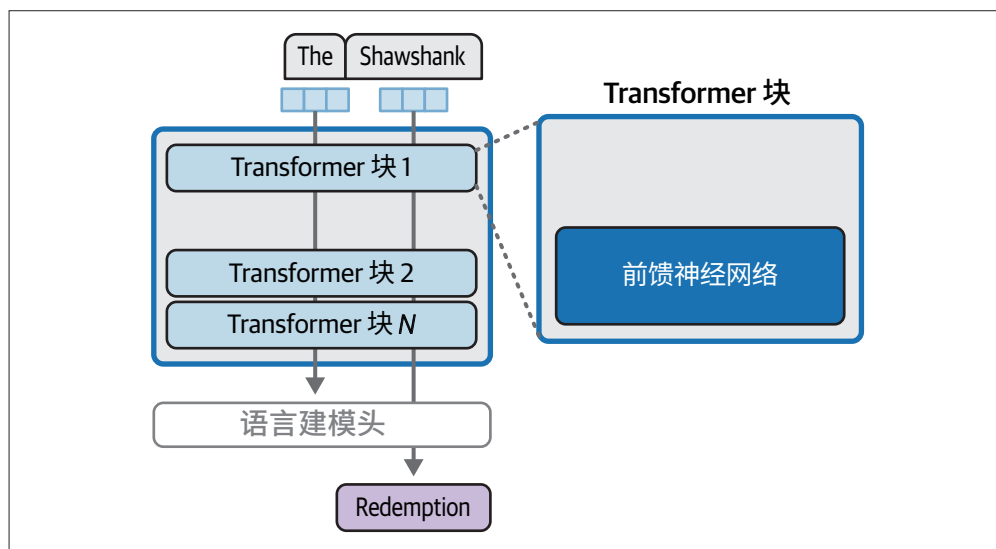 The Shawshank
Transformer 块
Transformer 块 1
Transformer 块 2
前馈神经网络
Transformer 块 N
语言建模头
Redemption